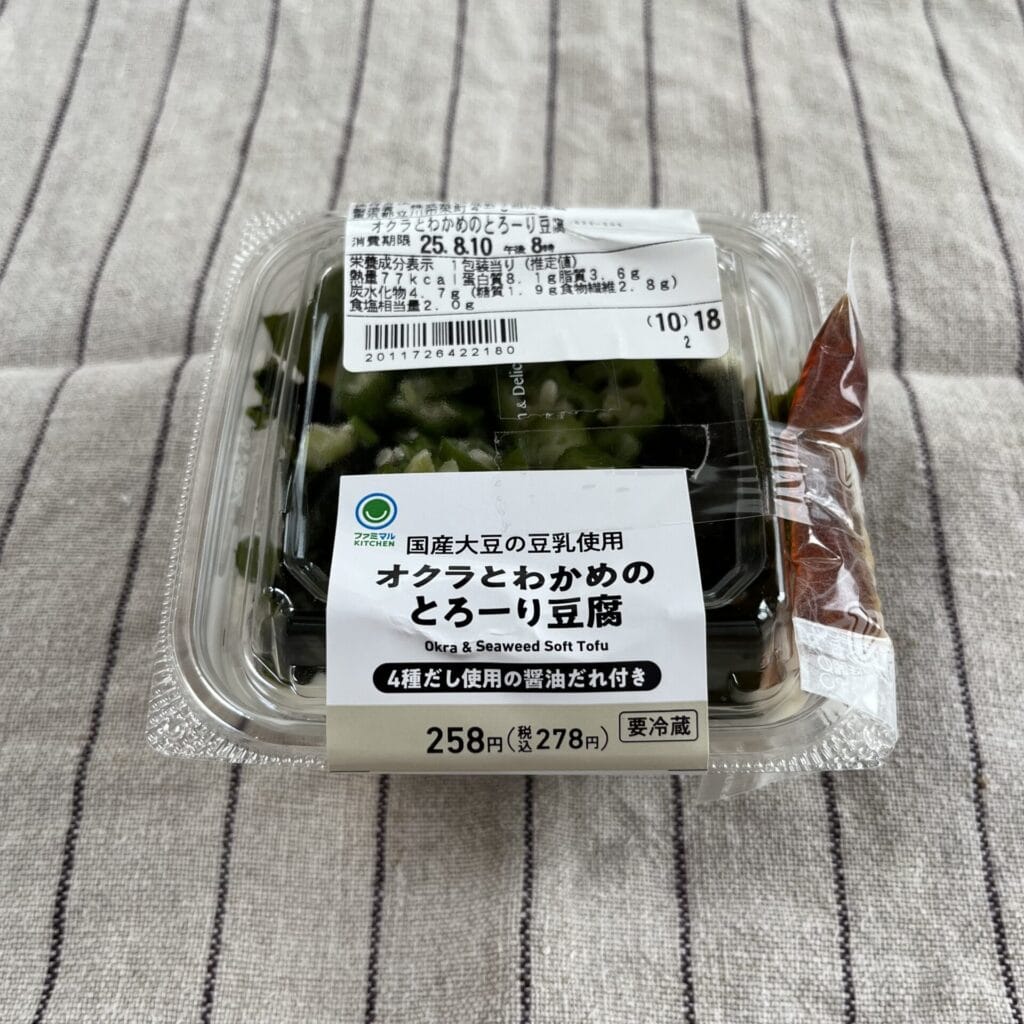 オクラとわかめのとろーり豆腐
消費期限 25.8.10 午後 8時
栄養成分表示 1包装当り(推定値)
熱量77kcal蛋白質8.1g脂質3.6g
炭水化物4.7g(糖質1.9g食物繊維2.8g)
食塩相当量2.0g
(10) 18
2
2011726422180
& Delic
ファミマル
KITCHEN
国産大豆の豆乳使用
オクラとわかめの
とろーり豆腐
Okra & Seaweed Soft Tofu
4種だし使用の醤油だれ付き
258円(税込278円)
要冷蔵